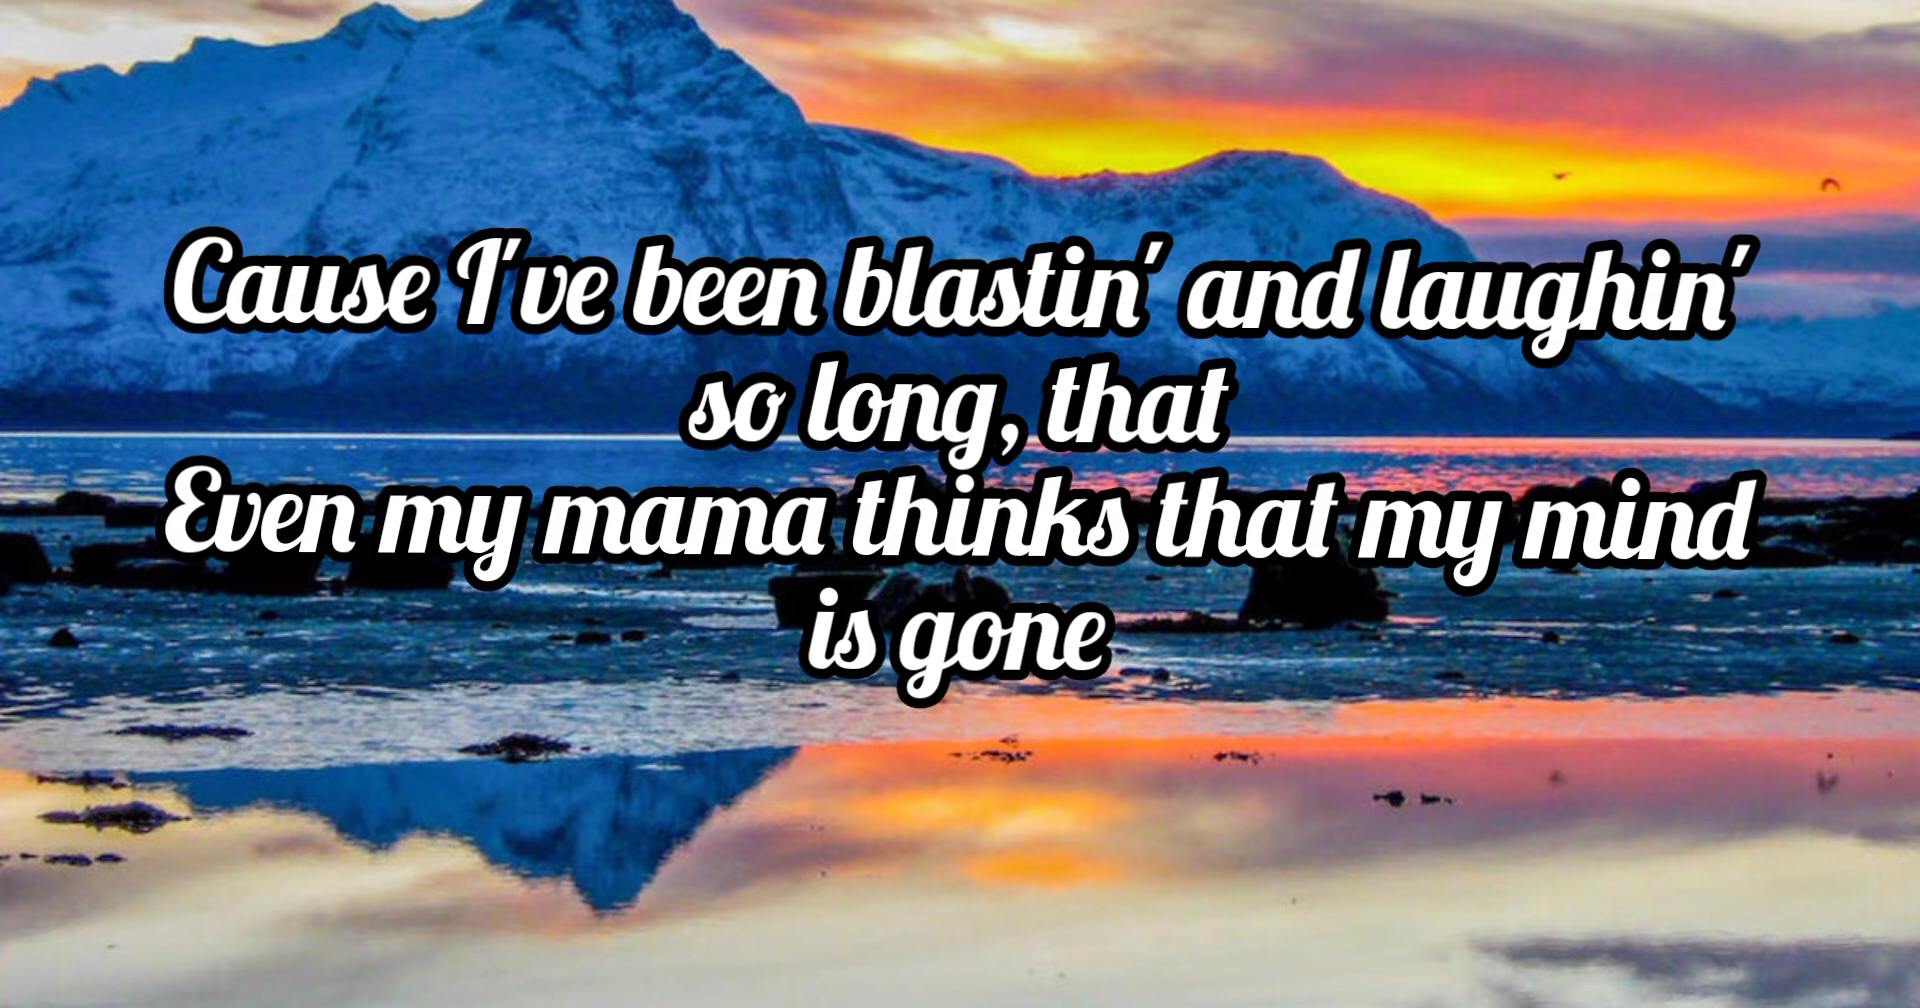 Cause I've been blastin' and laughin'
so long, that
Even my mama thinks that my mind
is gone